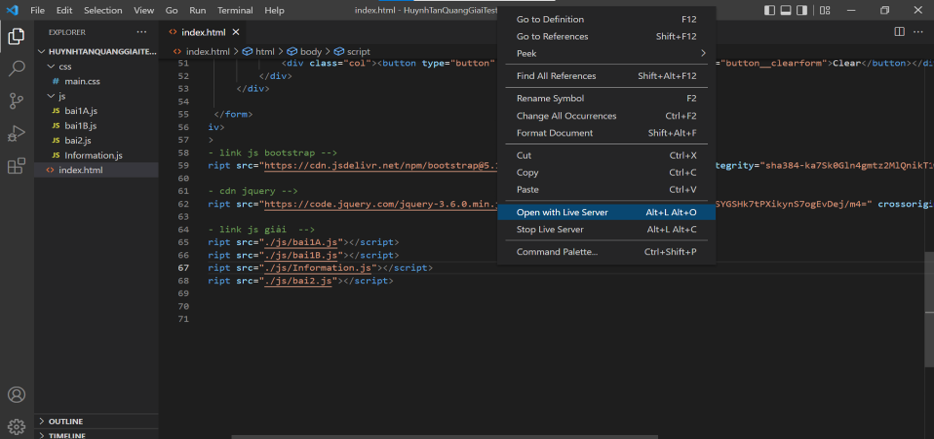 File Edit Selection View Go Run Terminal Help
index.html - HuynhTanQuangGiaiTest
EXPLORER
HUYNHTANQUANGGIAITE...
css
main.css
js
JS bai1A.js
JS bai1B.js
JS bai2.js
JS Information.js
<> index.html
OUTLINE
TIMELINE
<> index.html
<> index.html > html > body > script
51 <div class="col"><button type="button" ="button__clearform">Clear</button></di
52 </div>
53 </div>
54
55 </form>
56 iv>
57 >
58 - link js bootstrap -->
59 ript src="https://cdn.jsdelivr.net/npm/bootstrap@5. tegrity="sha384-ka7Sk0Gln4gmtz2MlQnikT
60
61 - cdn jquery -->
62 ript src="https://code.jquery.com/jquery-3.6.0.min. SYGSHk7tPXikynS7ogEvDej/m4=" crossorig
63
64 - link js giải -->
65 ript src="./js/bai1A.js"></script>
66 ript src="./js/bai1B.js"></script>
67 ript src="./js/Information.js"></script>
68 ript src="./js/bai2.js"></script>
69
70
71
Go to Definition F12
Go to References Shift+F12
Peek >
Find All References Shift+Alt+F12
Rename Symbol F2
Change All Occurrences Ctrl+F2
Format Document Shift+Alt+F
Cut Ctrl+X
Copy Ctrl+C
Paste Ctrl+V
Open with Live Server Alt+L Alt+O
Stop Live Server Alt+L Alt+C
Command Palette... Ctrl+Shift+P